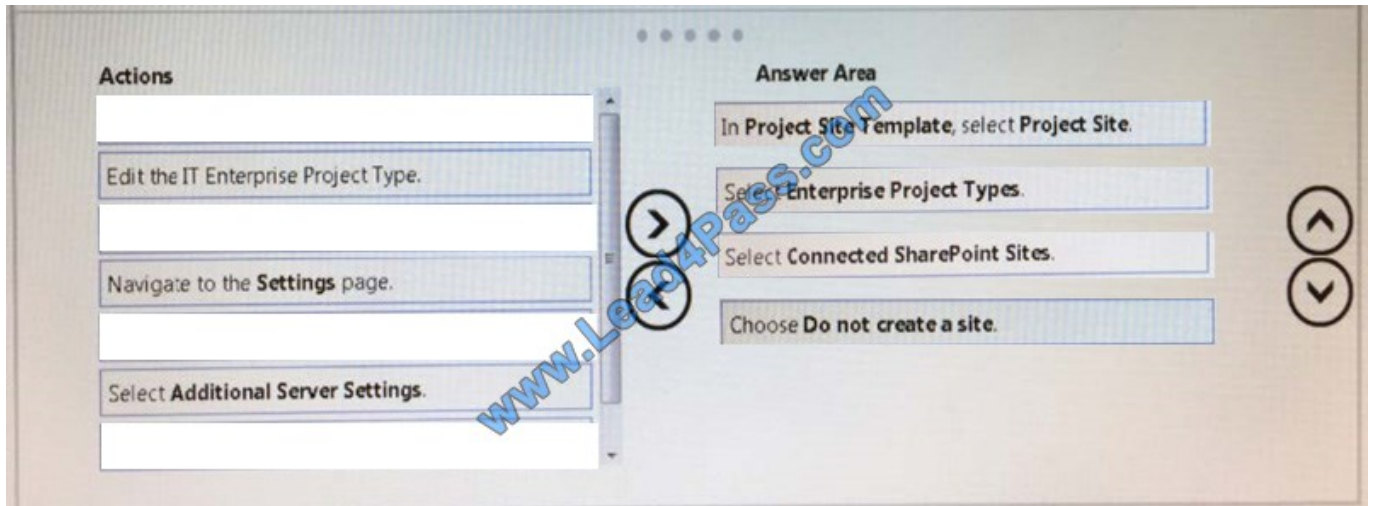 Actions
Edit the IT Enterprise Project Type.
Navigate to the Settings page.
Select Additional Server Settings.
Answer Area
In Project Site Template, select Project Site.
Select Enterprise Project Types.
Select Connected SharePoint Sites.
Choose Do not create a site.
www.Lead4Pass.com